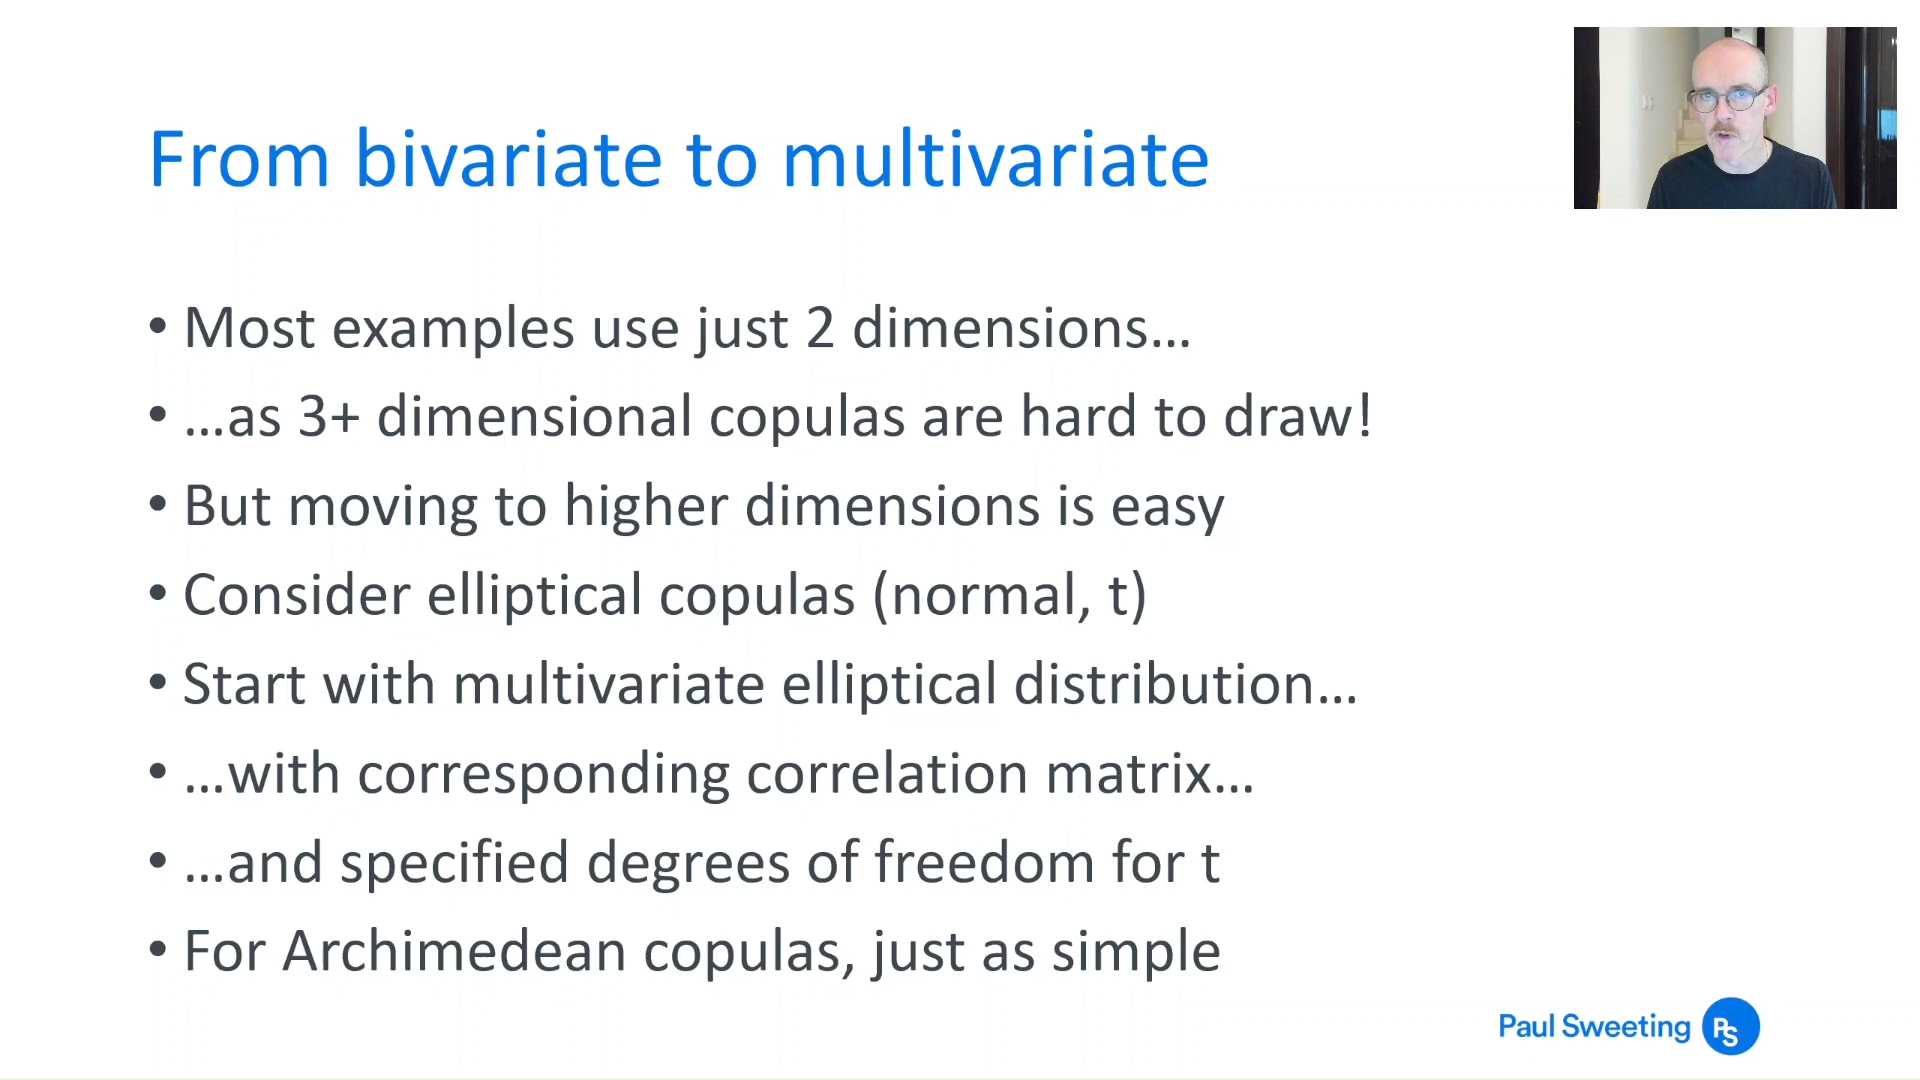 From bivariate to multivariate
• Most examples use just 2 dimensions…
• …as 3+ dimensional copulas are hard to draw!
• But moving to higher dimensions is easy
• Consider elliptical copulas (normal, t)
• Start with multivariate elliptical distribution…
• …with corresponding correlation matrix…
• …and specified degrees of freedom for t
• For Archimedean copulas, just as simple
Paul Sweeting PS